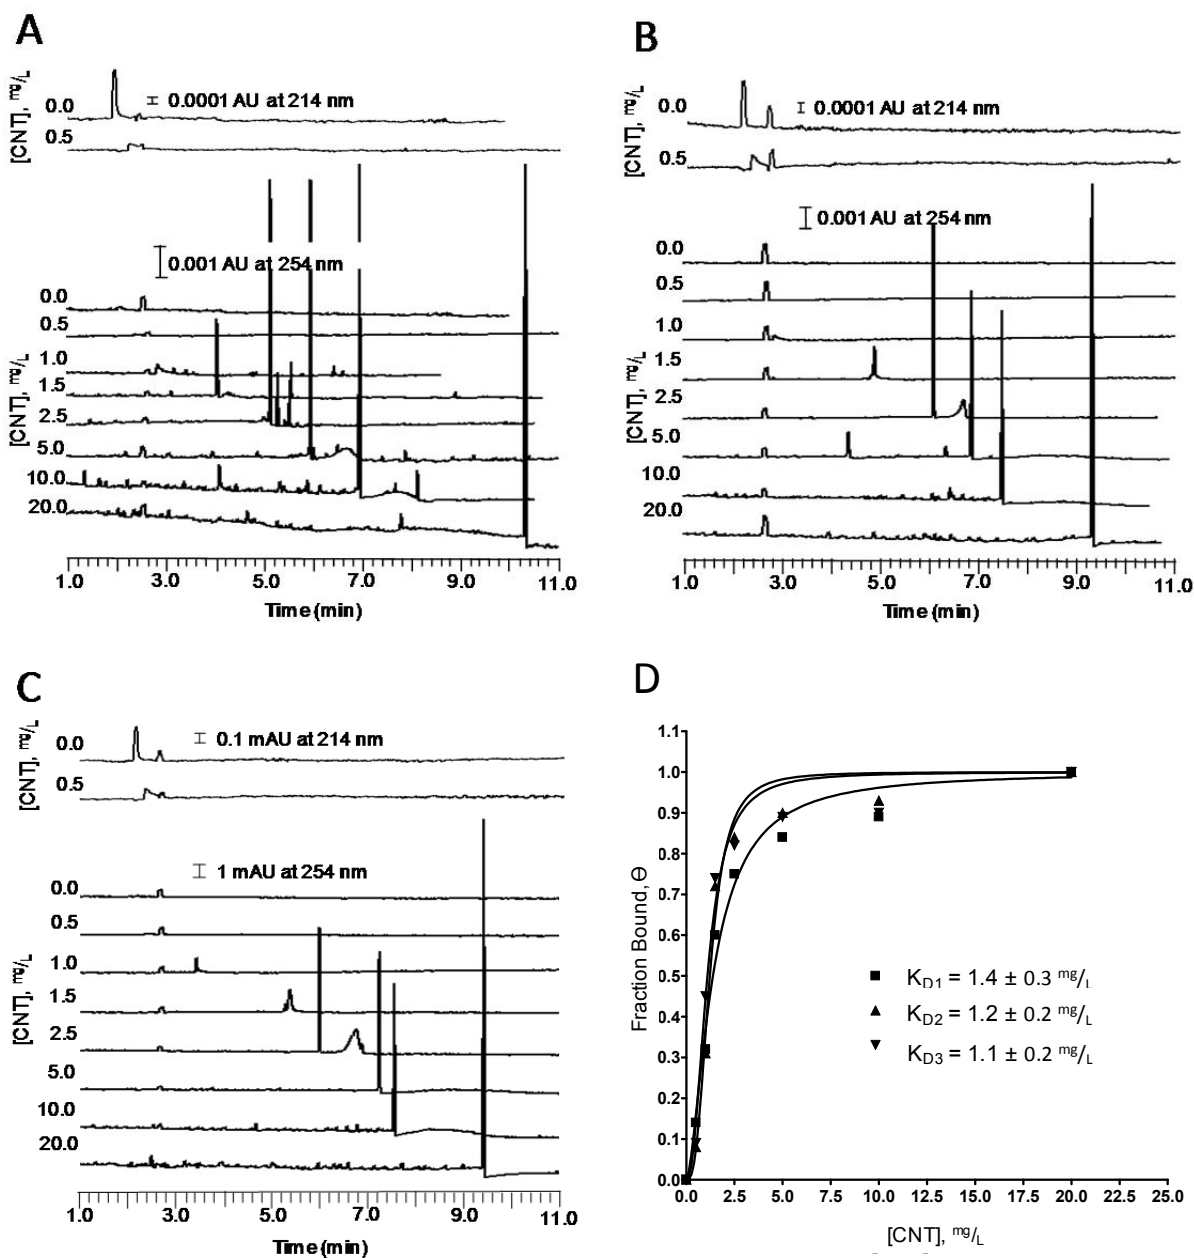 A
[CNT], mg/L
0.0
0.0001 AU at 214 nm
0.5
0.001 AU at 254 nm
[CNT], mg/L
0.0
0.5
1.0
1.5
2.5
5.0
10.0
20.0
1.0 3.0 5.0 7.0 9.0 11.0
Time (min)
B
[CNT], mg/L
0.0
0.0001 AU at 214 nm
0.5
0.001 AU at 254 nm
[CNT], mg/L
0.0
0.5
1.0
1.5
2.5
5.0
10.0
20.0
1.0 3.0 5.0 7.0 9.0 11.0
Time (min)
C
[CNT], mg/L
0.0
0.1 mAU at 214 nm
0.5
1 mAU at 254 nm
[CNT], mg/L
0.0
0.5
1.0
1.5
2.5
5.0
10.0
20.0
1.0 3.0 5.0 7.0 9.0 11.0
Time (min)
D
Fraction Bound, Θ
1.1
1.0
0.9
0.8
0.7
0.6
0.5
0.4
0.3
0.2
0.1
0.0
KD1 = 1.4 ± 0.3 mg/L
KD2 = 1.2 ± 0.2 mg/L
KD3 = 1.1 ± 0.2 mg/L
0.0 2.5 5.0 7.5 10.0 12.5 15.0 17.5 20.0 22.5 25.0
[CNT], mg/L